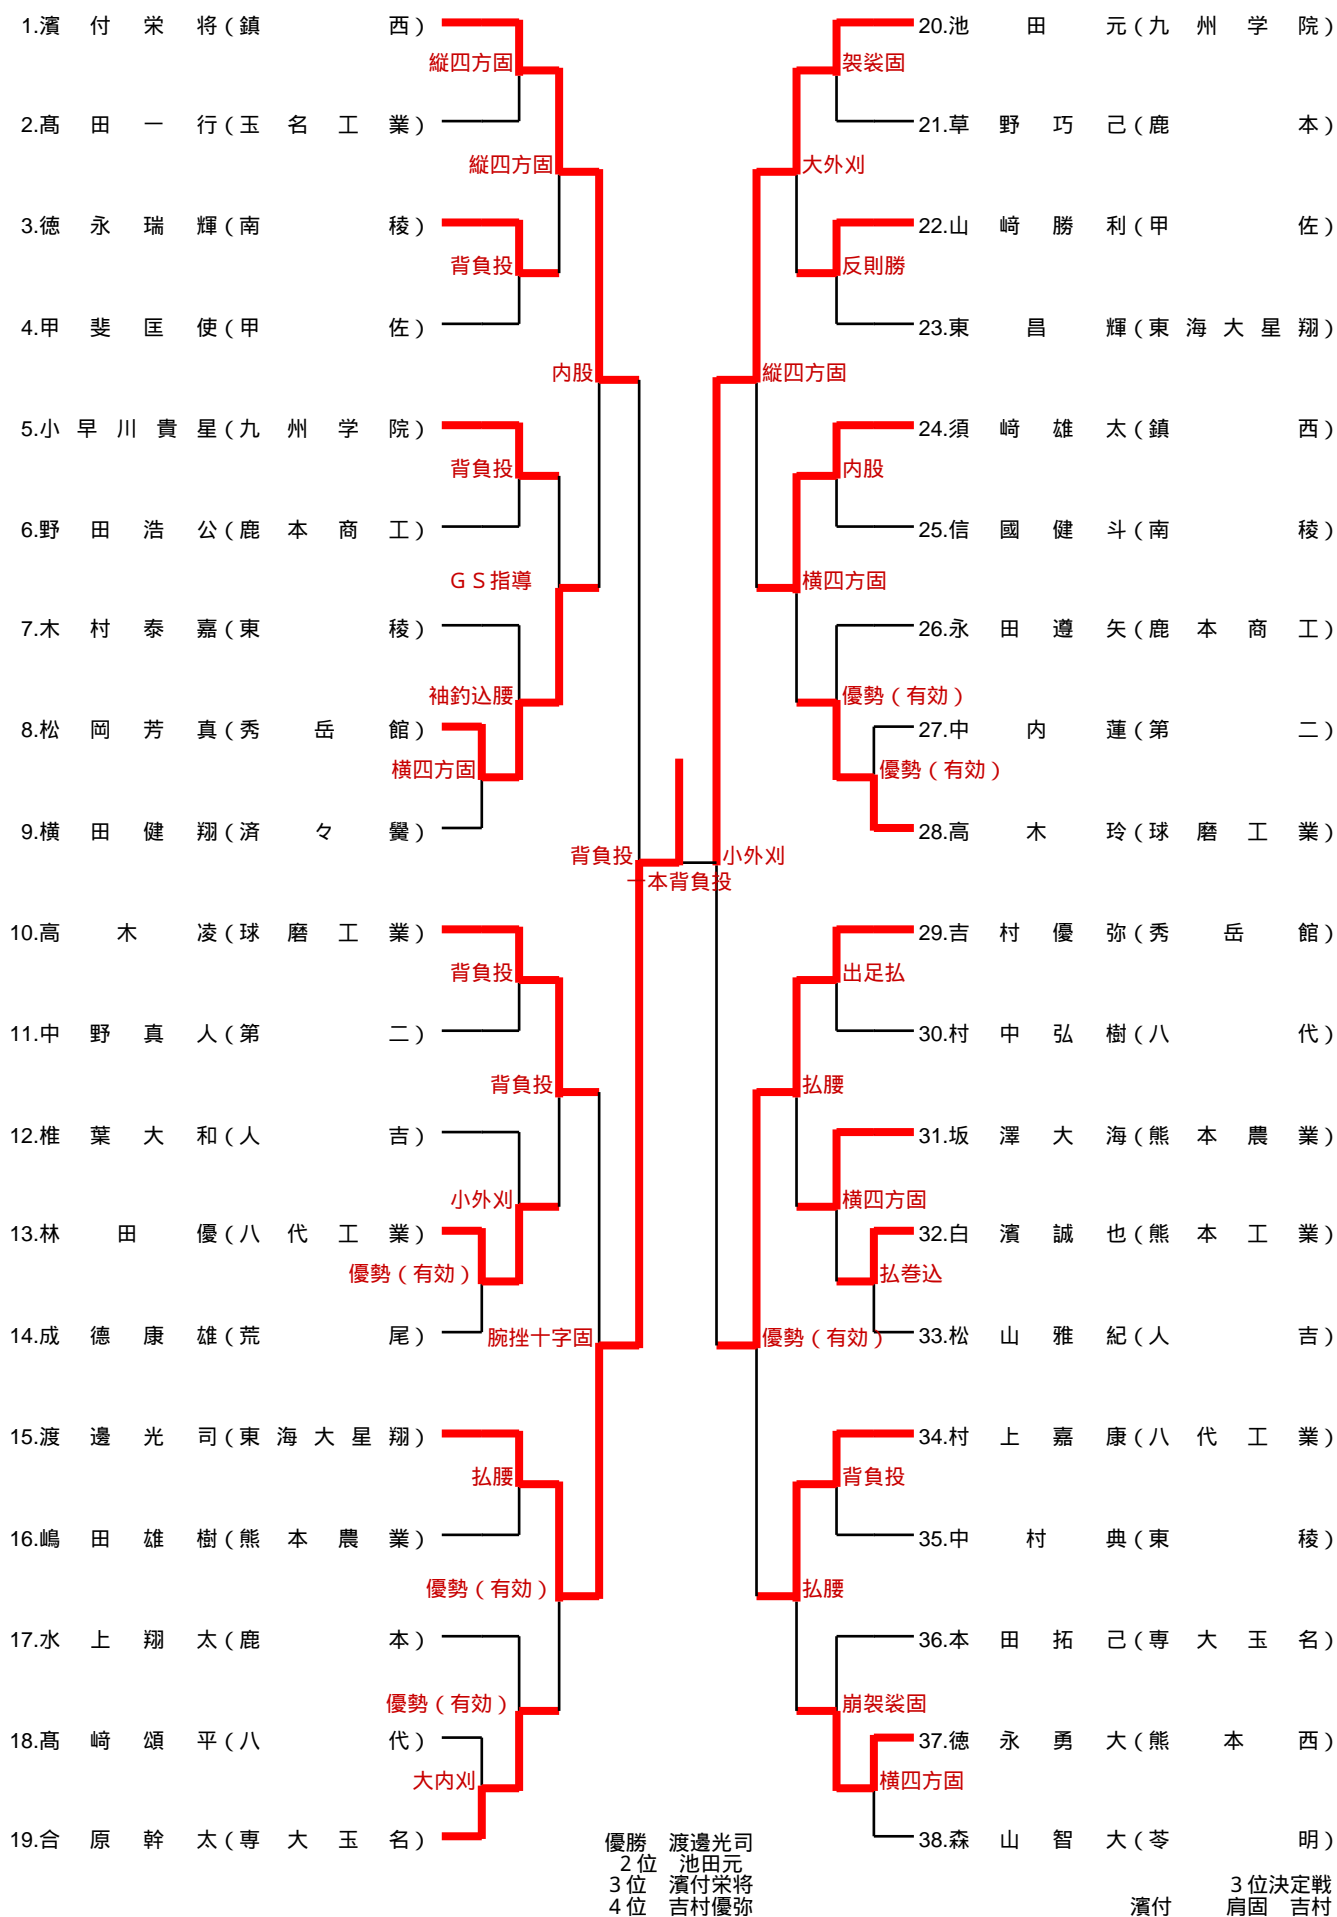 1.濱付栄将(鎮西)
縦四方固
2.髙田一行(玉名工業)
縦四方固
3.徳永瑞輝(南稜)
背負投
4.甲斐匡使(甲佐)
内股
5.小早川貴星(九州学院)
背負投
6.野田浩公(鹿本商工)
GS指導
7.木村泰嘉(東稜)
袖釣込腰
8.松岡芳真(秀岳館)
横四方固
9.横田健翔(済々黌)
背負投
一本背負投
10.高木凌(球磨工業)
背負投
11.中野真人(第二)
背負投
12.椎葉大和(人吉)
小外刈
13.林田優(八代工業)
優勢(有効)
14.成德康雄(荒尾)
腕挫十字固
15.渡邊光司(東海大星翔)
払腰
16.嶋田雄樹(熊本農業)
優勢(有効)
17.水上翔太(鹿本)
優勢(有効)
18.髙﨑頌平(八代)
大内刈
19.合原幹太(専大玉名)
20.池田元(九州学院)
袈裟固
21.草野巧己(鹿本)
大外刈
22.山﨑勝利(甲佐)
反則勝
23.東昌輝(東海大星翔)
縦四方固
24.須﨑雄太(鎮西)
内股
25.信國健斗(南稜)
横四方固
26.永田遵矢(鹿本商工)
優勢(有効)
27.中内蓮(第二)
優勢(有効)
28.高木玲(球磨工業)
小外刈
29.吉村優弥(秀岳館)
出足払
30.村中弘樹(八代)
払腰
31.坂澤大海(熊本農業)
横四方固
32.白濱誠也(熊本工業)
払巻込
33.松山雅紀(人吉)
優勢(有効)
34.村上嘉康(八代工業)
背負投
35.中村典(東稜)
払腰
36.本田拓己(専大玉名)
崩袈裟固
37.徳永勇大(熊本西)
横四方固
38.森山智大(苓明)
優勝 渡邊光司
2位 池田元
3位 濱付栄将
4位 吉村優弥
3位決定戦
濱付 肩固 吉村